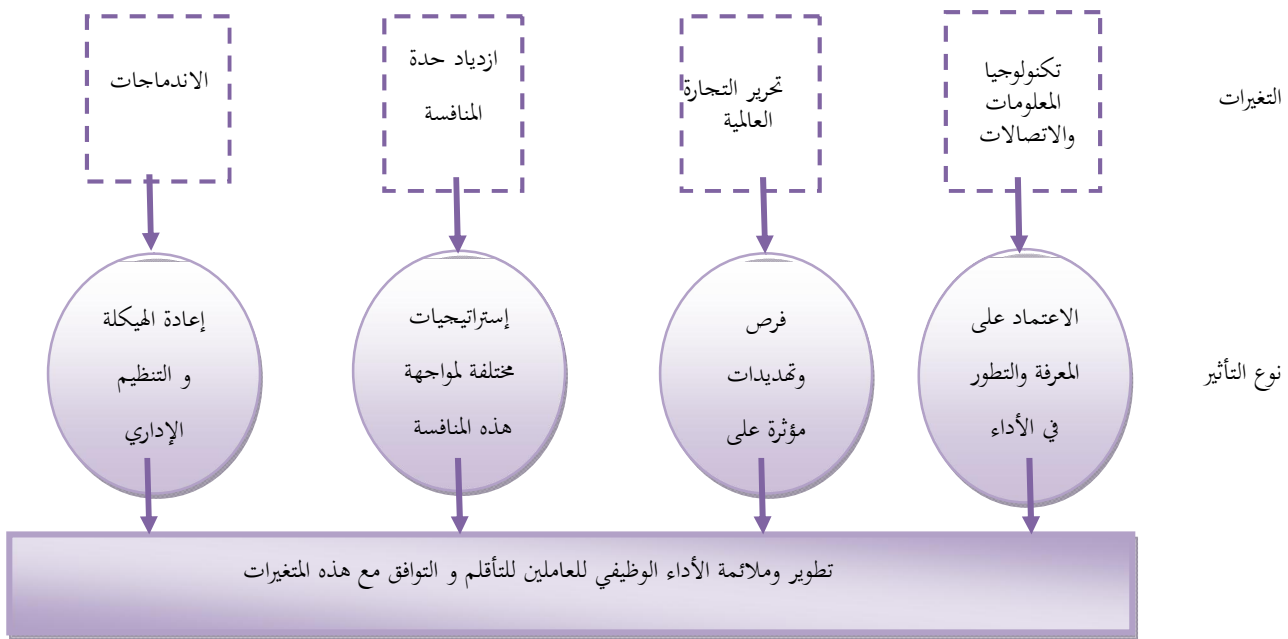 التغيرات
تكنولوجيا
المعلومات
والاتصالات
تحرير التجارة
العالمية
ازدياد حدة
المنافسة
الاندماجات
نوع التأثير
الاعتماد على
المعرفة والتطور
في الأداء
فرص
وتهديدات
مؤثرة على
إستراتيجيات
مختلفة لمواجهة
هذه المنافسة
إعادة الهيكلة
و التنظيم
الإداري
تطوير وملائمة الأداء الوظيفي للعاملين للتأقلم و التوافق مع هذه المتغيرات